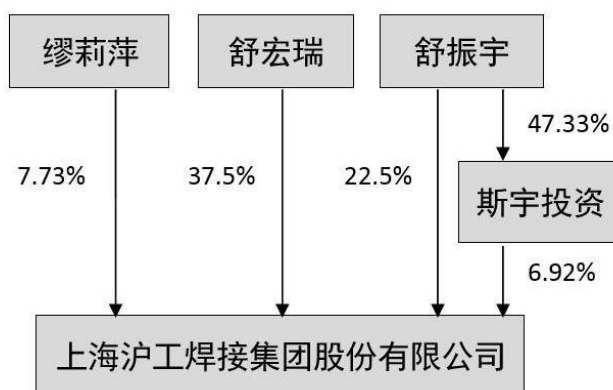 缪莉萍
舒宏瑞
舒振宇
47.33%
7.73%
37.5%
22.5%
斯宇投资
6.92%
上海沪工焊接集团股份有限公司